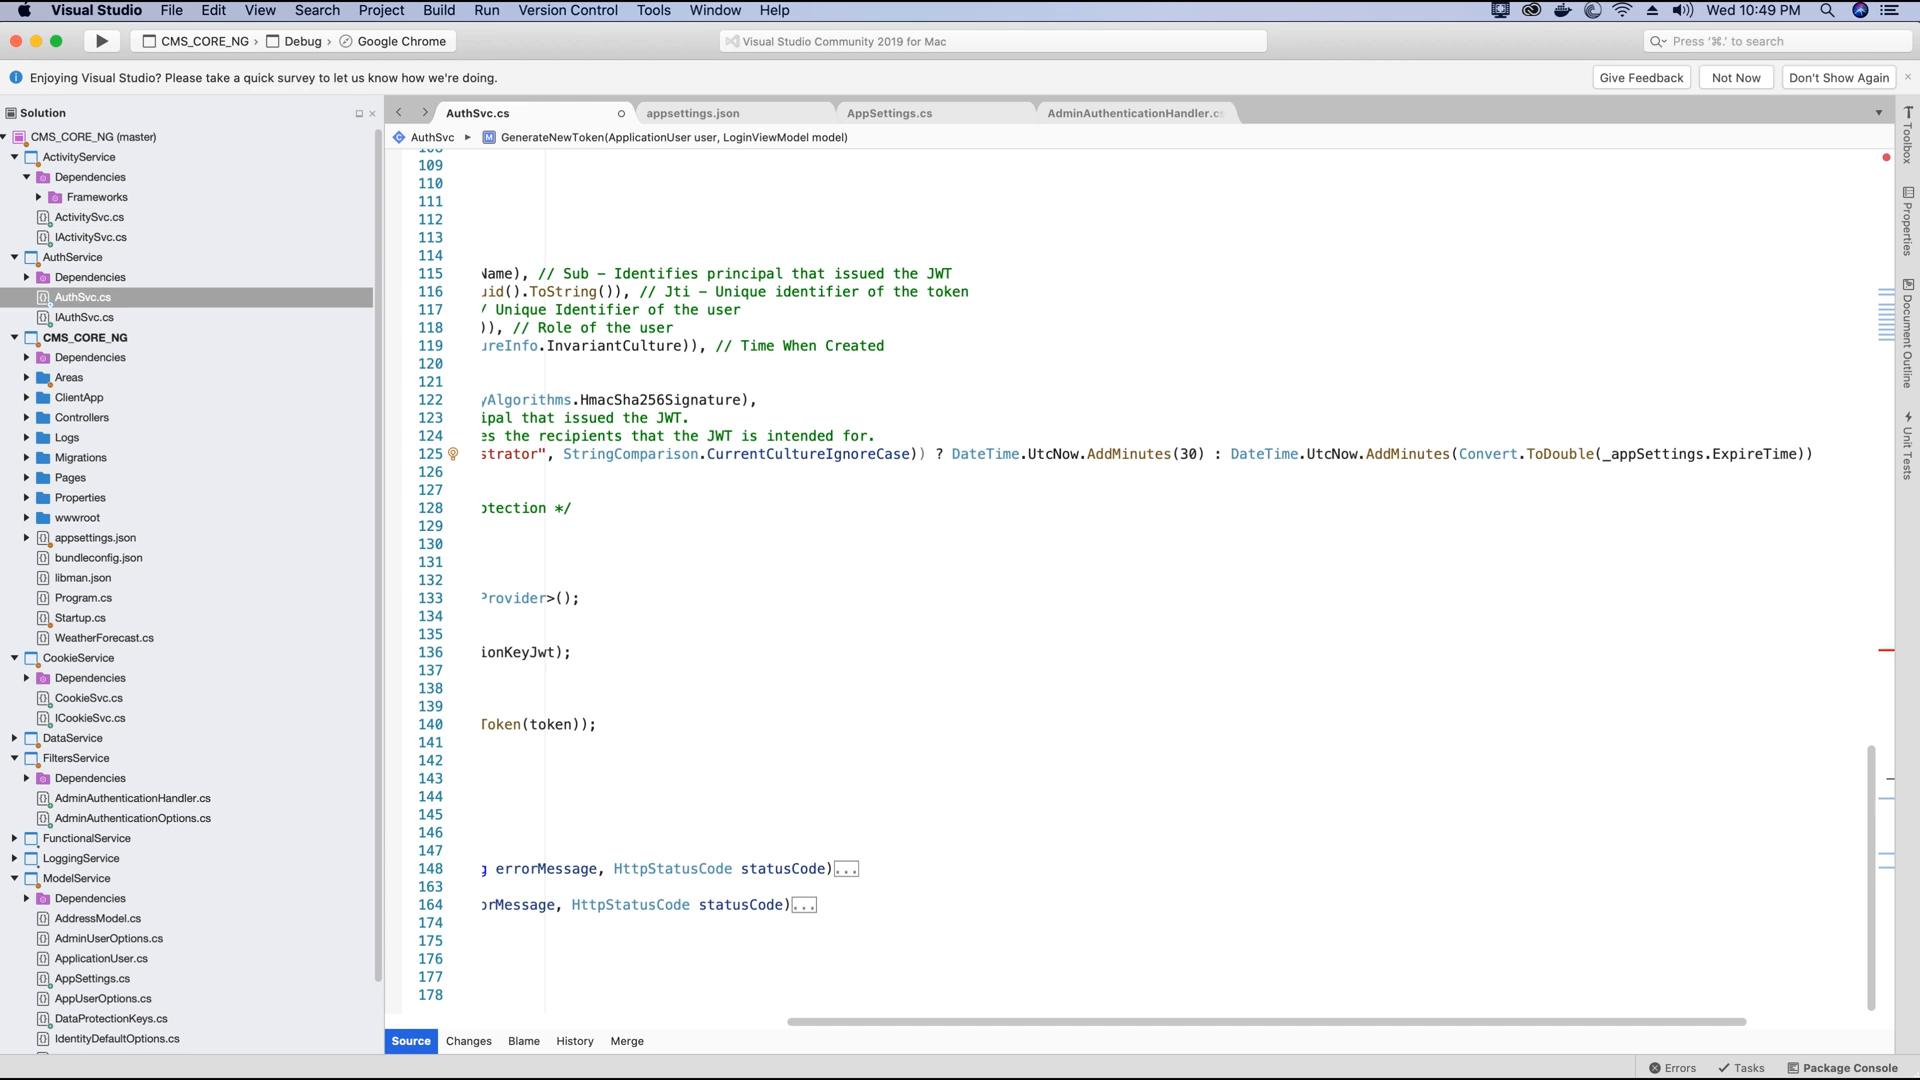 Visual Studio File Edit View Search Project Build Run Version Control Tools Window Help Wed 10:49 PM
CMS_CORE_NG › Debug › Google Chrome Visual Studio Community 2019 for Mac Press '⌘.' to search
Enjoying Visual Studio? Please take a quick survey to let us know how we're doing. Give Feedback Not Now Don't Show Again
Solution
CMS_CORE_NG (master)
ActivityService
Dependencies
Frameworks
ActivitySvc.cs
IActivitySvc.cs
AuthService
Dependencies
AuthSvc.cs
IAuthSvc.cs
CMS_CORE_NG
Dependencies
Areas
ClientApp
Controllers
Logs
Migrations
Pages
Properties
wwwroot
appsettings.json
bundleconfig.json
libman.json
Program.cs
Startup.cs
WeatherForecast.cs
CookieService
Dependencies
CookieSvc.cs
ICookieSvc.cs
DataService
FiltersService
Dependencies
AdminAuthenticationHandler.cs
AdminAuthenticationOptions.cs
FunctionalService
LoggingService
ModelService
Dependencies
AddressModel.cs
AdminUserOptions.cs
ApplicationUser.cs
AppSettings.cs
AppUserOptions.cs
DataProtectionKeys.cs
IdentityDefaultOptions.cs
AuthSvc.cs appsettings.json AppSettings.cs AdminAuthenticationHandler.cs
AuthSvc GenerateNewToken(ApplicationUser user, LoginViewModel model)
108
109
110
111
112
113
114
115 Name), // Sub – Identifies principal that issued the JWT
116 uid().ToString()), // Jti – Unique identifier of the token
117 / Unique Identifier of the user
118 )), // Role of the user
119 ureInfo.InvariantCulture)), // Time When Created
120
121
122 yAlgorithms.HmacSha256Signature),
123 ipal that issued the JWT.
124 es the recipients that the JWT is intended for.
125 strator", StringComparison.CurrentCultureIgnoreCase)) ? DateTime.UtcNow.AddMinutes(30) : DateTime.UtcNow.AddMinutes(Convert.ToDouble(_appSettings.ExpireTime))
126
127
128 otection */
129
130
131
132
133 Provider>();
134
135
136 ionKeyJwt);
137
138
139
140 Token(token));
141
142
143
144
145
146
147
148 g errorMessage, HttpStatusCode statusCode)...
163
164 orMessage, HttpStatusCode statusCode)...
174
175
176
177
178
Source Changes Blame History Merge
Toolbox
Properties
Document Outline
Unit Tests
Errors Tasks Package Console